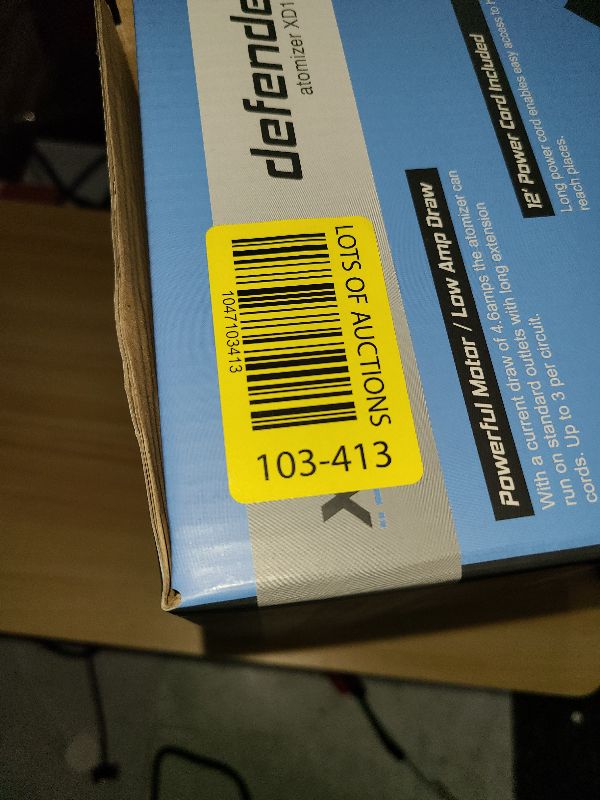 defende
atomizer XD1
12' Power Cord Included
Long power cord enables easy access to h
reach places.
Powerful Motor / Low Amp Draw
With a current draw of 4.6amps the atomizer can
run on standard outlets with long extension
cords. Up to 3 per circuit.
LOTS OF AUCTIONS
1047103413
103-413